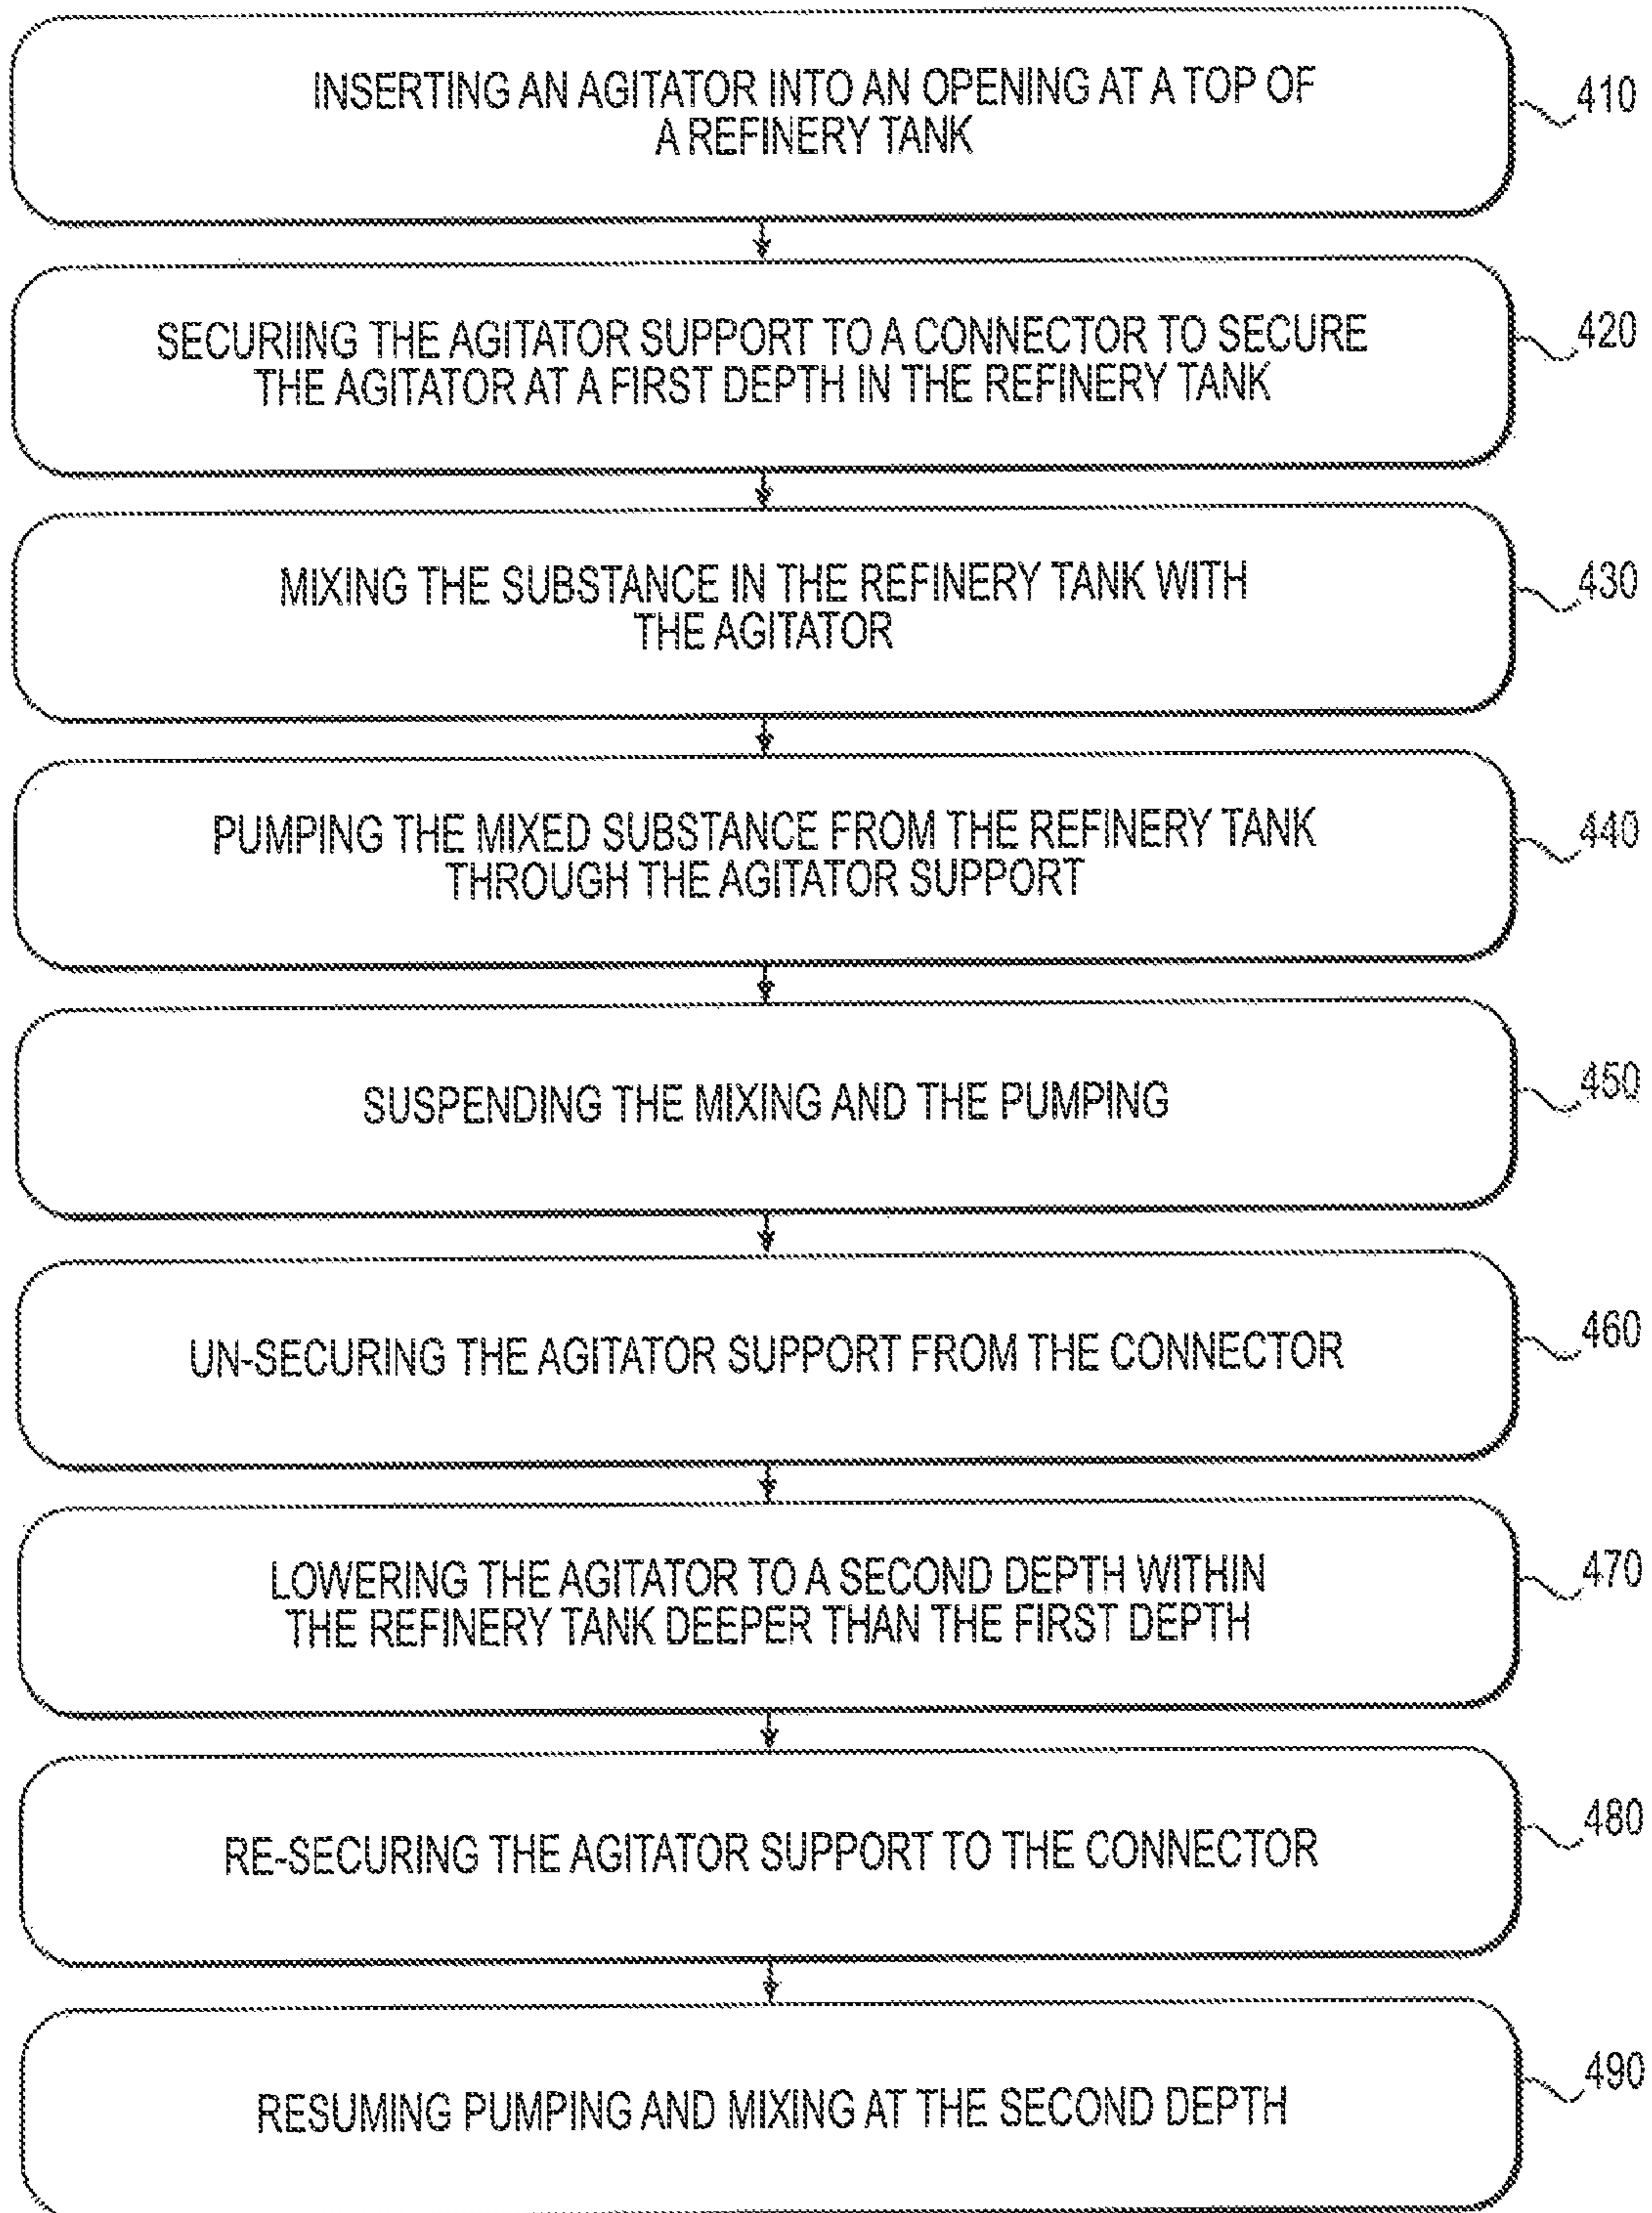 INSERTING AN AGITATOR INTO AN OPENING AT A TOP OF
A REFINERY TANK
410
SECURIING THE AGITATOR SUPPORT TO A CONNECTOR TO SECURE
THE AGITATOR AT A FIRST DEPTH IN THE REFINERY TANK
420
MIXING THE SUBSTANCE IN THE REFINERY TANK WITH
THE AGITATOR
430
PUMPING THE MIXED SUBSTANCE FROM THE REFINERY TANK
THROUGH THE AGITATOR SUPPORT
440
SUSPENDING THE MIXING AND THE PUMPING
450
UN-SECURING THE AGITATOR SUPPORT FROM THE CONNECTOR
460
LOWERING THE AGITATOR TO A SECOND DEPTH WITHIN
THE REFINERY TANK DEEPER THAN THE FIRST DEPTH
470
RE-SECURING THE AGITATOR SUPPORT TO THE CONNECTOR
480
RESUMING PUMPING AND MIXING AT THE SECOND DEPTH
490